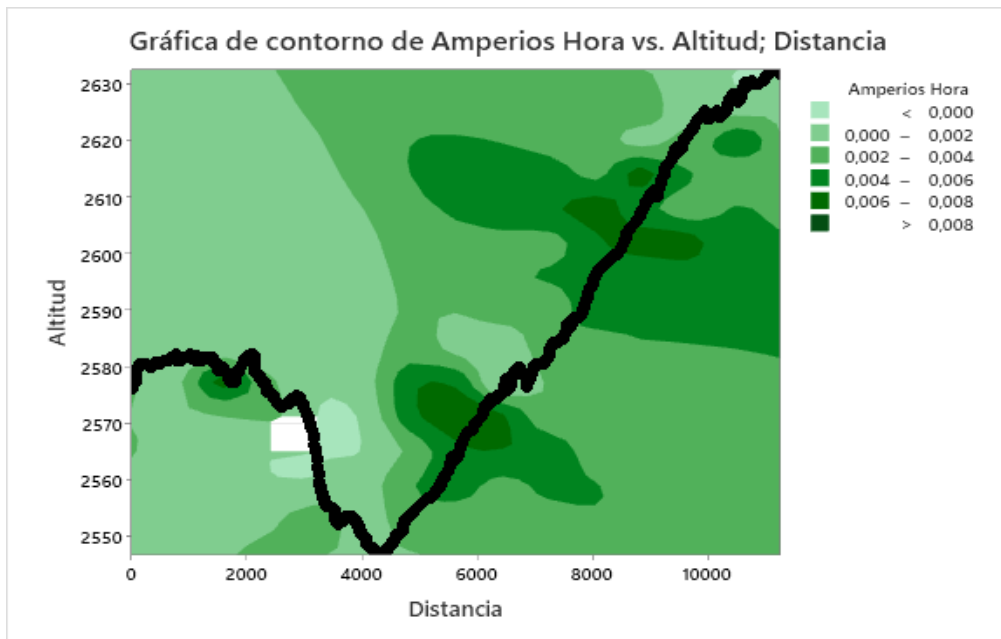 Gráfica de contorno de Amperios Hora vs. Altitud; Distancia
Altitud
2630
2620
2610
2600
2590
2580
2570
2560
2550
0 2000 4000 6000 8000 10000
Distancia
Amperios Hora
< 0,000
0,000 – 0,002
0,002 – 0,004
0,004 – 0,006
0,006 – 0,008
> 0,008